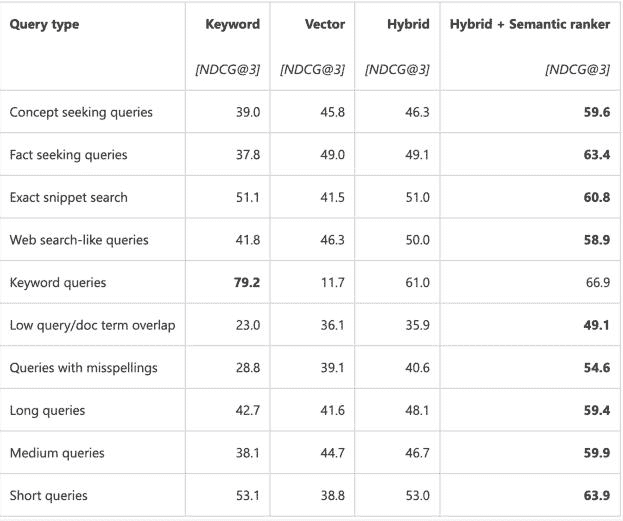 Query type Keyword Vector Hybrid Hybrid + Semantic ranker
[NDCG@3] [NDCG@3] [NDCG@3] [NDCG@3]
Concept seeking queries 39.0 45.8 46.3 59.6
Fact seeking queries 37.8 49.0 49.1 63.4
Exact snippet search 51.1 41.5 51.0 60.8
Web search-like queries 41.8 46.3 50.0 58.9
Keyword queries 79.2 11.7 61.0 66.9
Low query/doc term overlap 23.0 36.1 35.9 49.1
Queries with misspellings 28.8 39.1 40.6 54.6
Long queries 42.7 41.6 48.1 59.4
Medium queries 38.1 44.7 46.7 59.9
Short queries 53.1 38.8 53.0 63.9